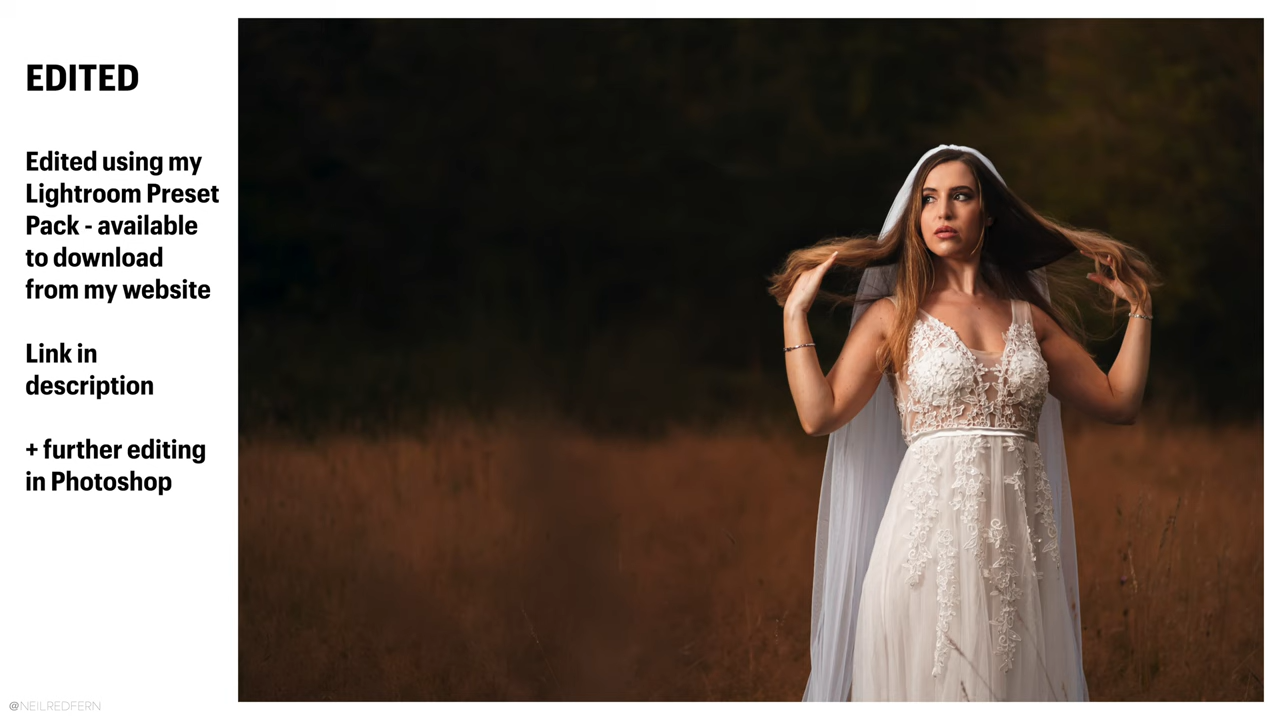 EDITED
Edited using my
Lightroom Preset
Pack - available
to download
from my website
Link in
description
+ further editing
in Photoshop
@NEILREDFERN